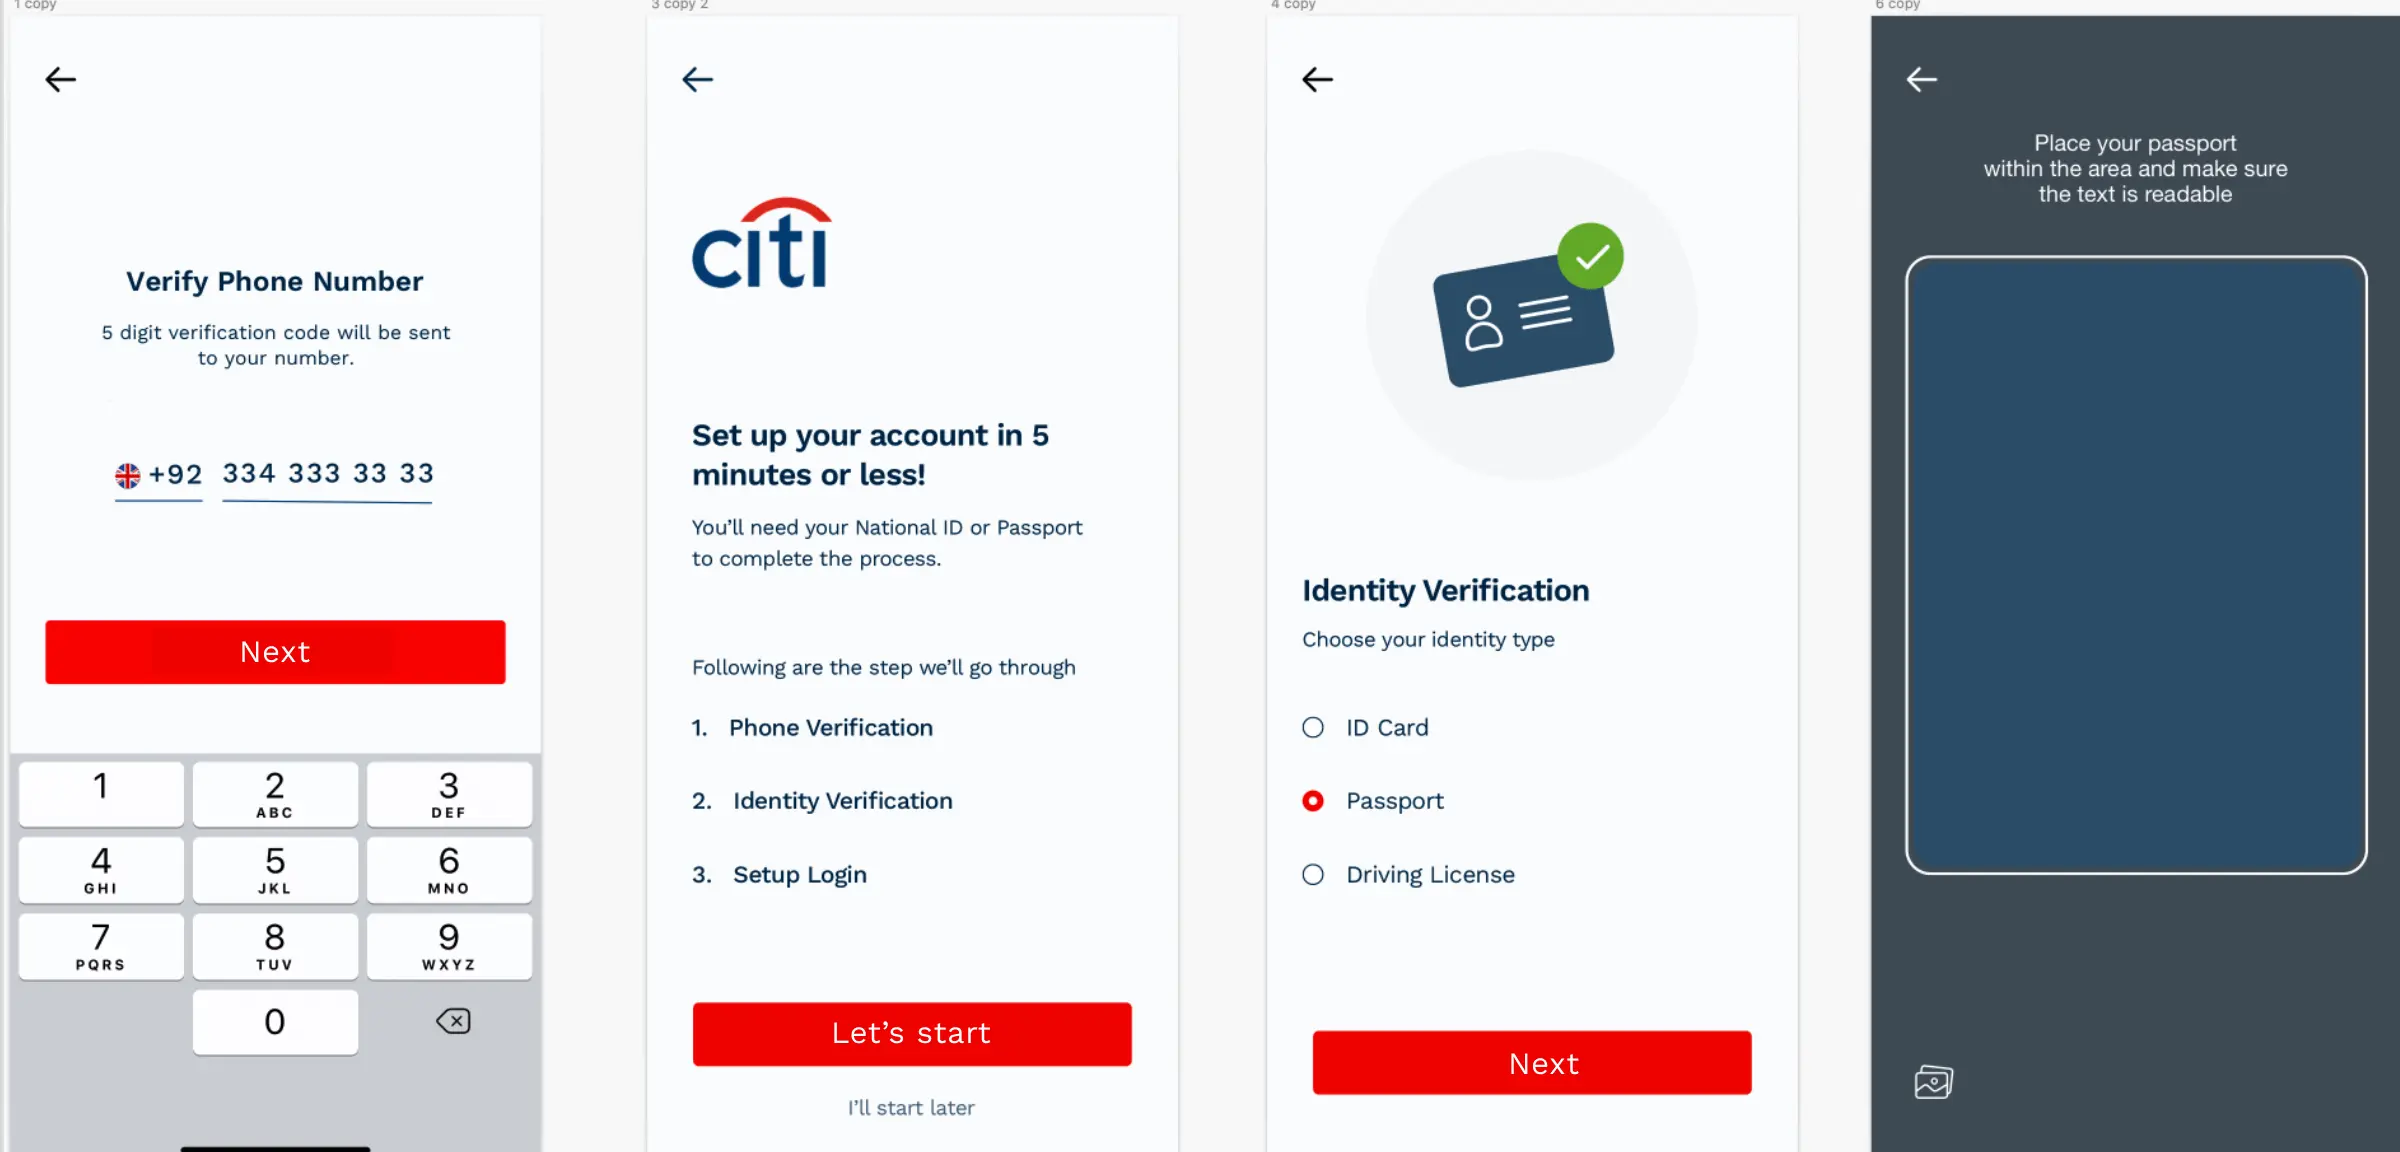 1 copy
3 copy 2
4 copy
6 copy
Verify Phone Number
5 digit verification code will be sent
to your number.
+92 334 333 33 33
Next
1
2
ABC
3
DEF
4
GHI
5
JKL
6
MNO
7
PQRS
8
TUV
9
WXYZ
0
citi
Set up your account in 5
minutes or less!
You’ll need your National ID or Passport
to complete the process.
Following are the step we’ll go through
1. Phone Verification
2. Identity Verification
3. Setup Login
Let’s start
I’ll start later
Identity Verification
Choose your identity type
ID Card
Passport
Driving License
Next
Place your passport
within the area and make sure
the text is readable